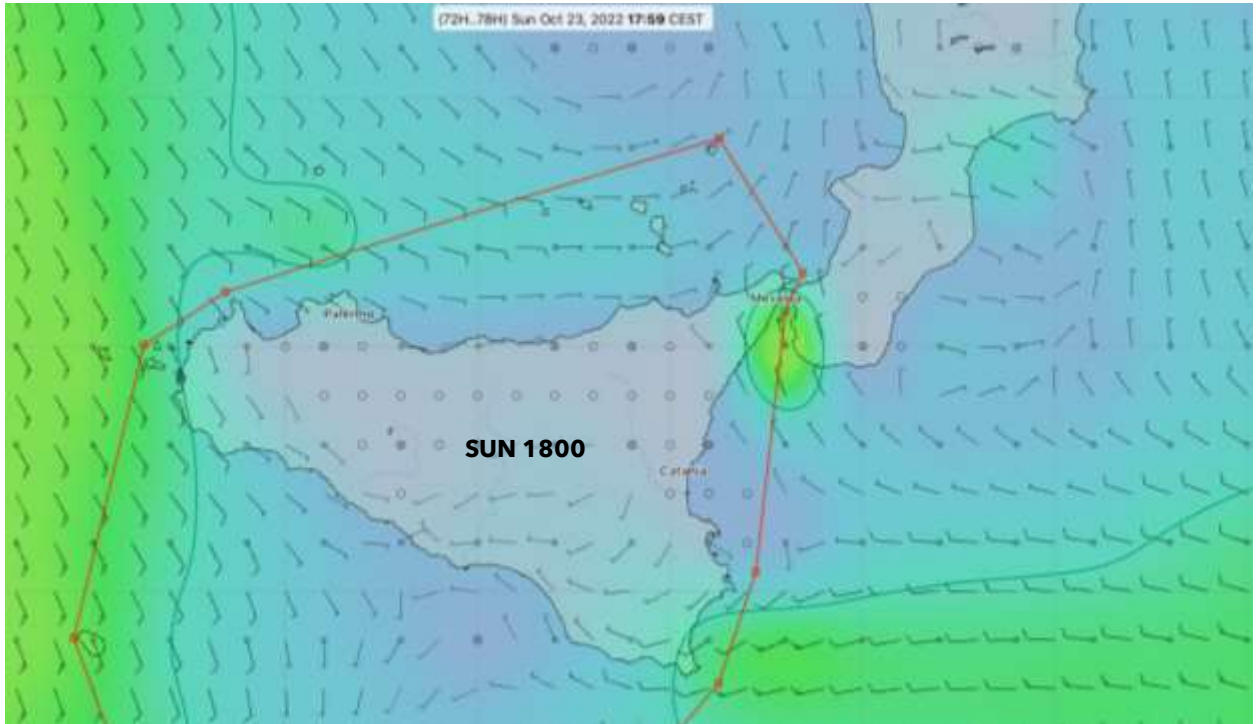 (72H..78H) Sun Oct 23, 2022 17:59 CEST
Messina
Palermo
SUN 1800
Catania